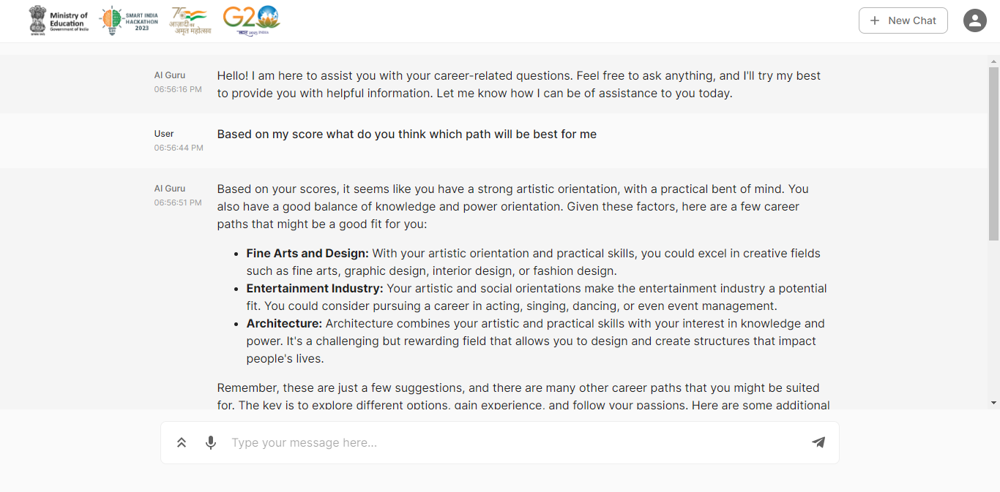 Ministry of
Education
Government of India
SMART INDIA
HACKATHON
2023
आज़ादी का
अमृत महोत्सव
G20
भारत 2023 INDIA
+ New Chat
AI Guru
06:56:16 PM
Hello! I am here to assist you with your career-related questions. Feel free to ask anything, and I'll try my best
to provide you with helpful information. Let me know how I can be of assistance to you today.
User
06:56:44 PM
Based on my score what do you think which path will be best for me
AI Guru
06:56:51 PM
Based on your scores, it seems like you have a strong artistic orientation, with a practical bent of mind. You
also have a good balance of knowledge and power orientation. Given these factors, here are a few career
paths that might be a good fit for you:
• Fine Arts and Design: With your artistic orientation and practical skills, you could excel in creative fields
such as fine arts, graphic design, interior design, or fashion design.
• Entertainment Industry: Your artistic and social orientations make the entertainment industry a potential
fit. You could consider pursuing a career in acting, singing, dancing, or even event management.
• Architecture: Architecture combines your artistic and practical skills with your interest in knowledge and
power. It's a challenging but rewarding field that allows you to design and create structures that impact
people's lives.
Remember, these are just a few suggestions, and there are many other career paths that you might be suited
for. The key is to explore different options, gain experience, and follow your passions. Here are some additional
Type your message here...